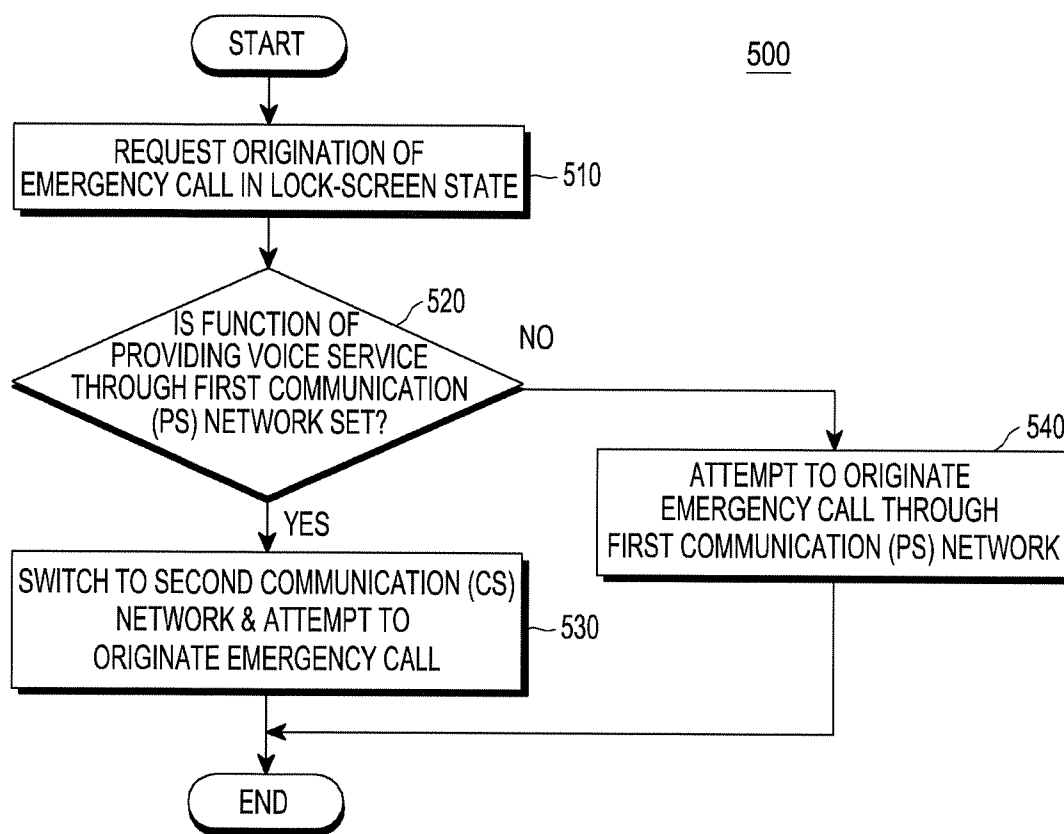 START
500
REQUEST ORIGINATION OF
EMERGENCY CALL IN LOCK-SCREEN STATE
510
520
IS FUNCTION OF
PROVIDING VOICE SERVICE
THROUGH FIRST COMMUNICATION
(PS) NETWORK SET?
NO
YES
540
ATTEMPT TO ORIGINATE
EMERGENCY CALL THROUGH
FIRST COMMUNICATION (PS) NETWORK
SWITCH TO SECOND COMMUNICATION (CS)
NETWORK & ATTEMPT TO
ORIGINATE EMERGENCY CALL
530
END